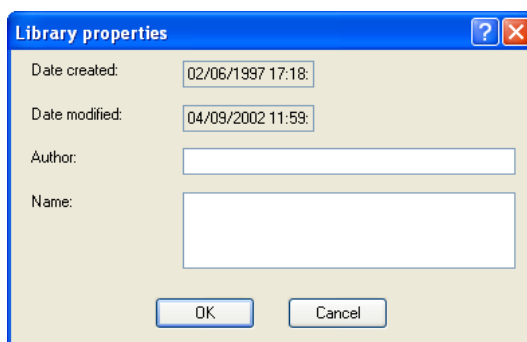 Library properties
Date created: 02/06/1997 17:18:
Date modified: 04/09/2002 11:59:
Author:
Name:
OK Cancel